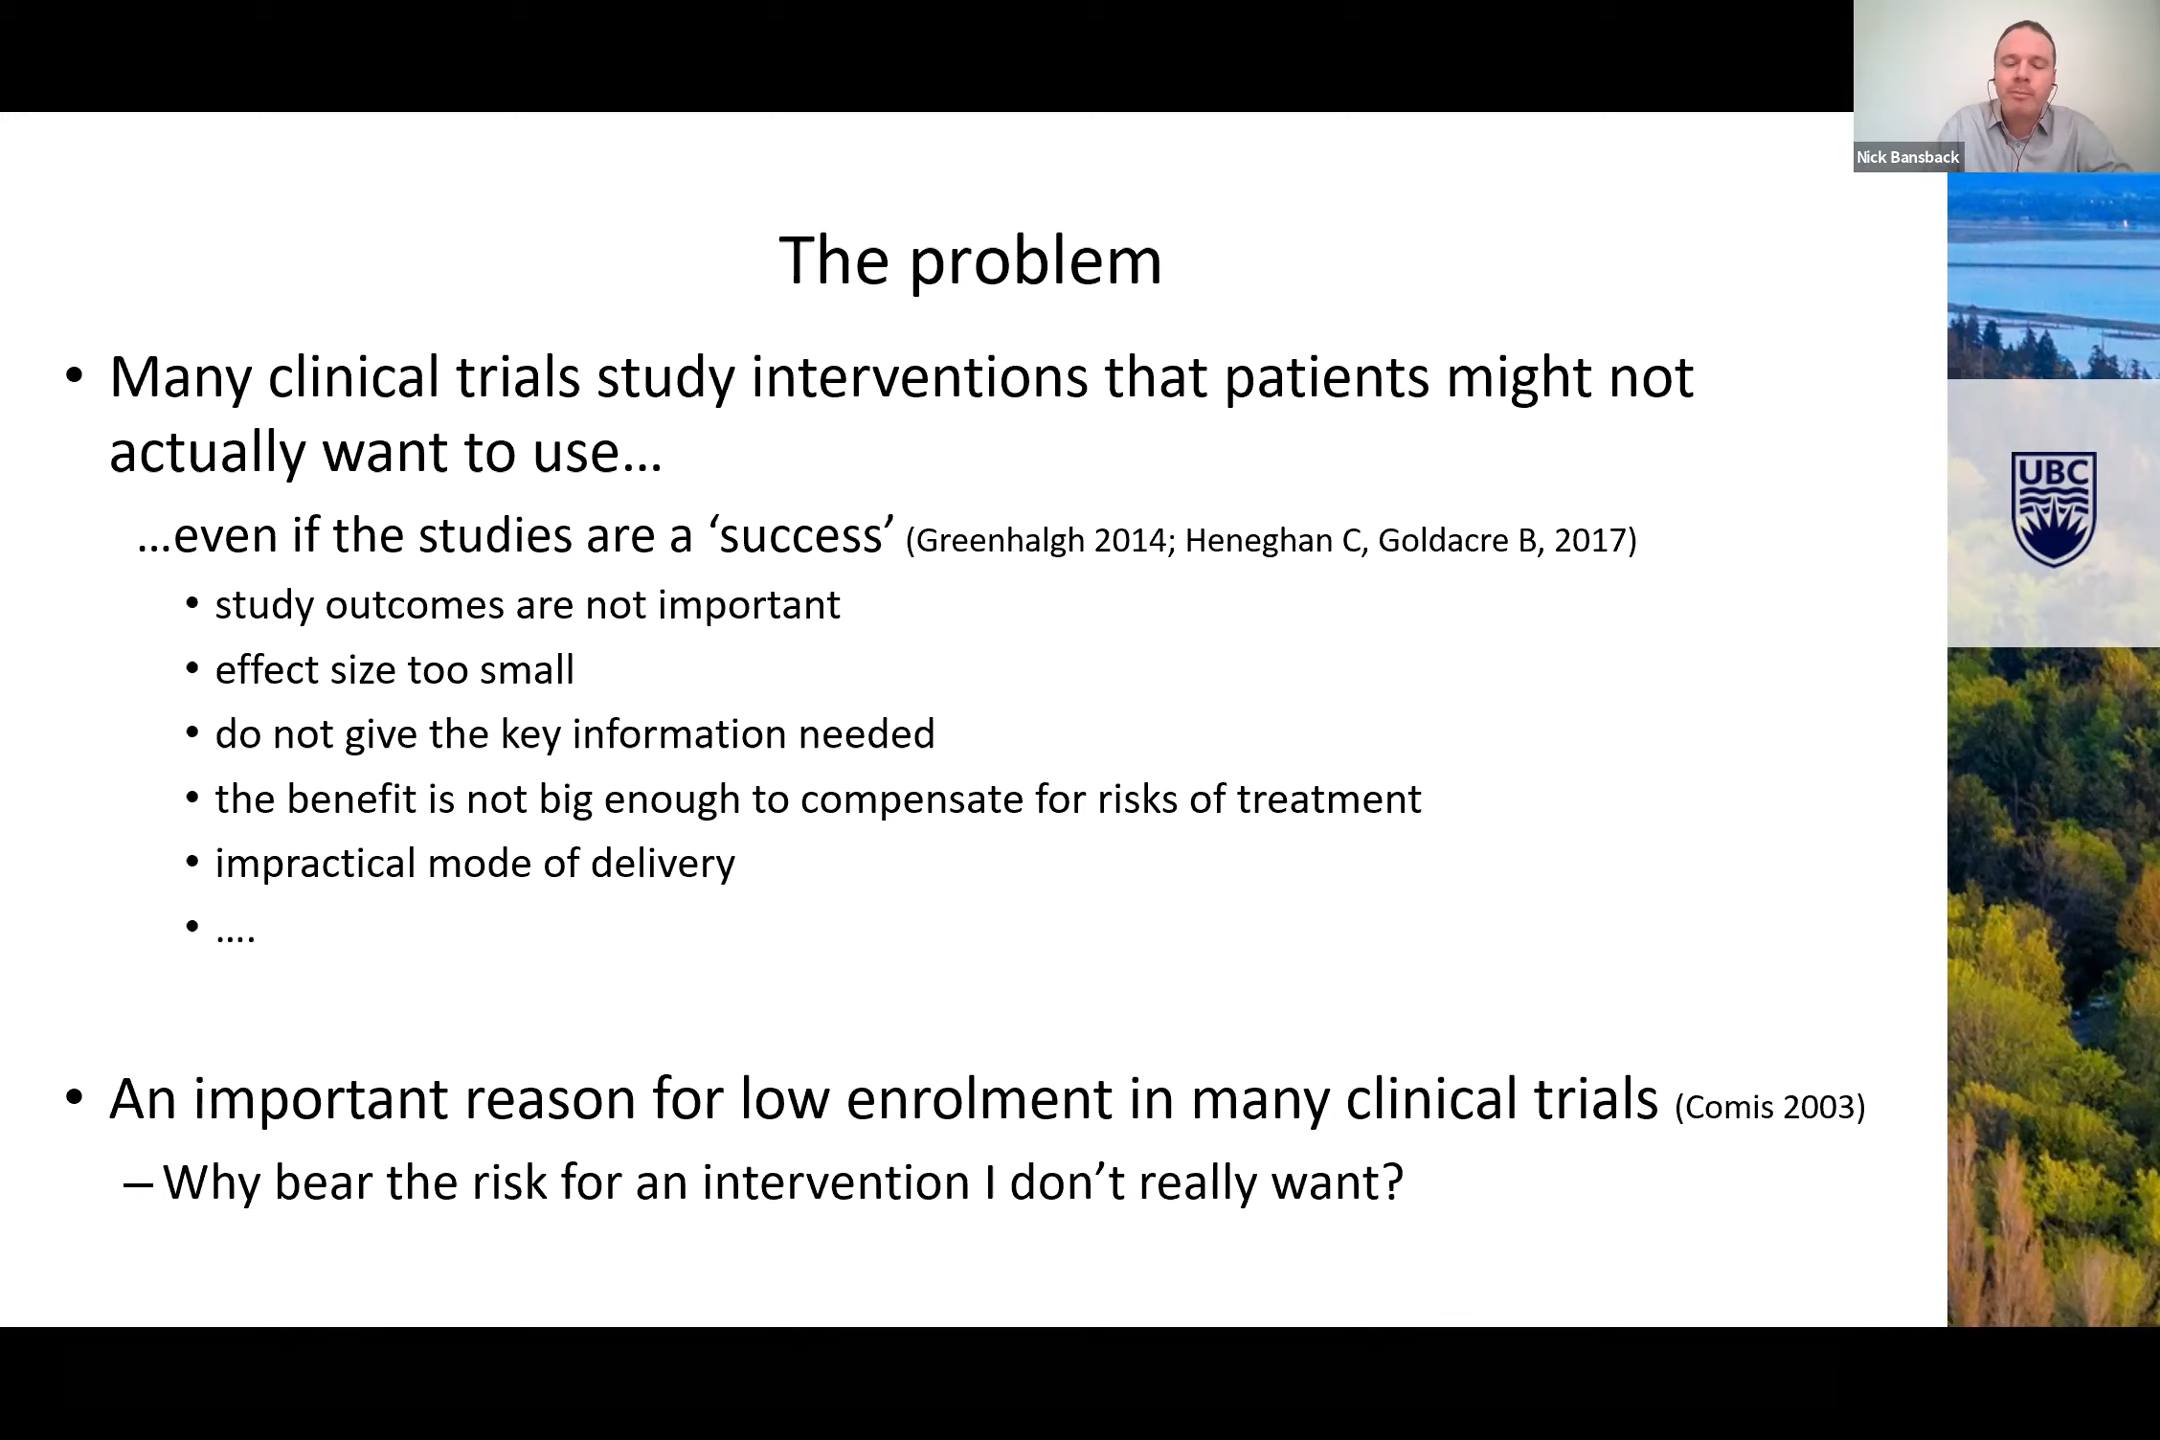 Nick Bansback
The problem
• Many clinical trials study interventions that patients might not
actually want to use…
…even if the studies are a ‘success’ (Greenhalgh 2014; Heneghan C, Goldacre B, 2017)
• study outcomes are not important
• effect size too small
• do not give the key information needed
• the benefit is not big enough to compensate for risks of treatment
• impractical mode of delivery
• ….
• An important reason for low enrolment in many clinical trials (Comis 2003)
– Why bear the risk for an intervention I don’t really want?
UBC